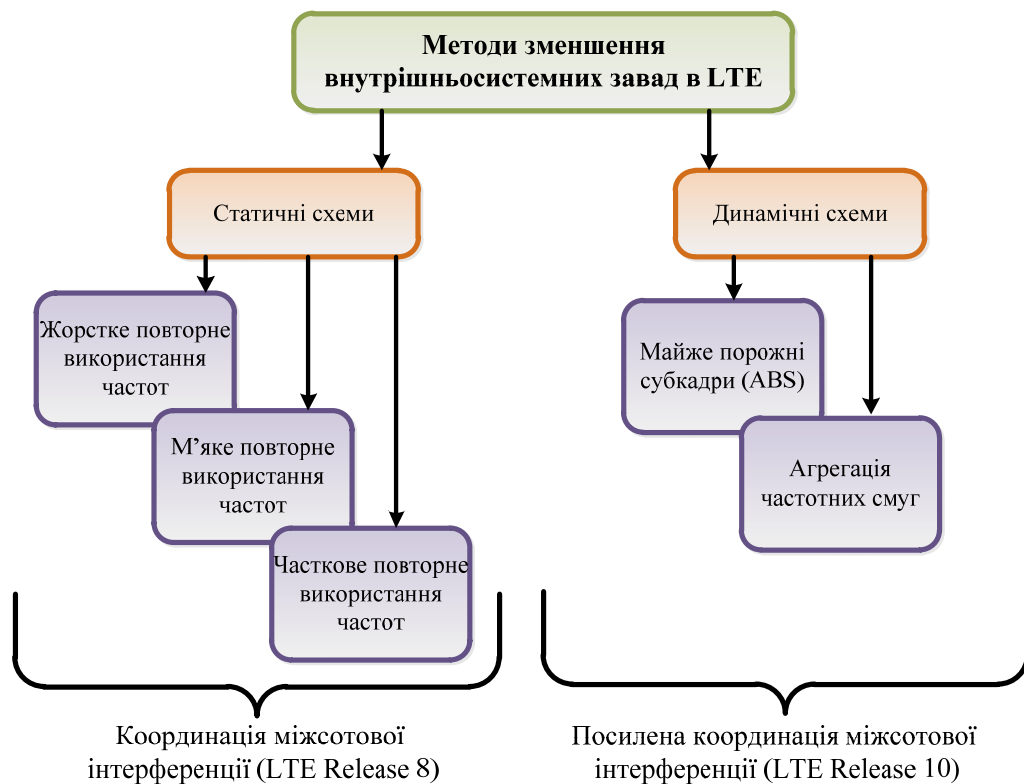 Методи зменшення
внутрішньосистемних завад в LTE
Статичні схеми
Динамічні схеми
Жорстке повторне
використання
частот
М’яке повторне
використання
частот
Часткове повторне
використання
частот
Майже порожні
субкадри (ABS)
Агрегація
частотних смуг
Координація міжсотової
інтерференції (LTE Release 8)
Посилена координація міжсотової
інтерференції (LTE Release 10)